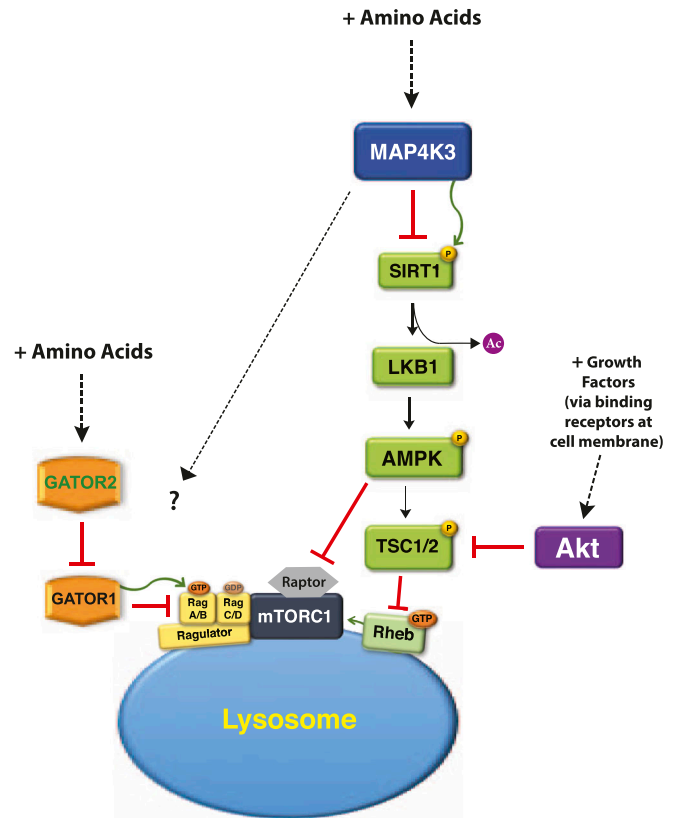 + Amino Acids
MAP4K3
P
SIRT1
Ac
LKB1
+ Amino Acids
+ Growth
Factors
(via binding
receptors at
cell membrane)
P
AMPK
GATOR2
?
P
TSC1/2
Akt
GATOR1
GTP
GDP
Rag
A/B
Rag
C/D
Ragulator
Raptor
mTORC1
GTP
Rheb
Lysosome